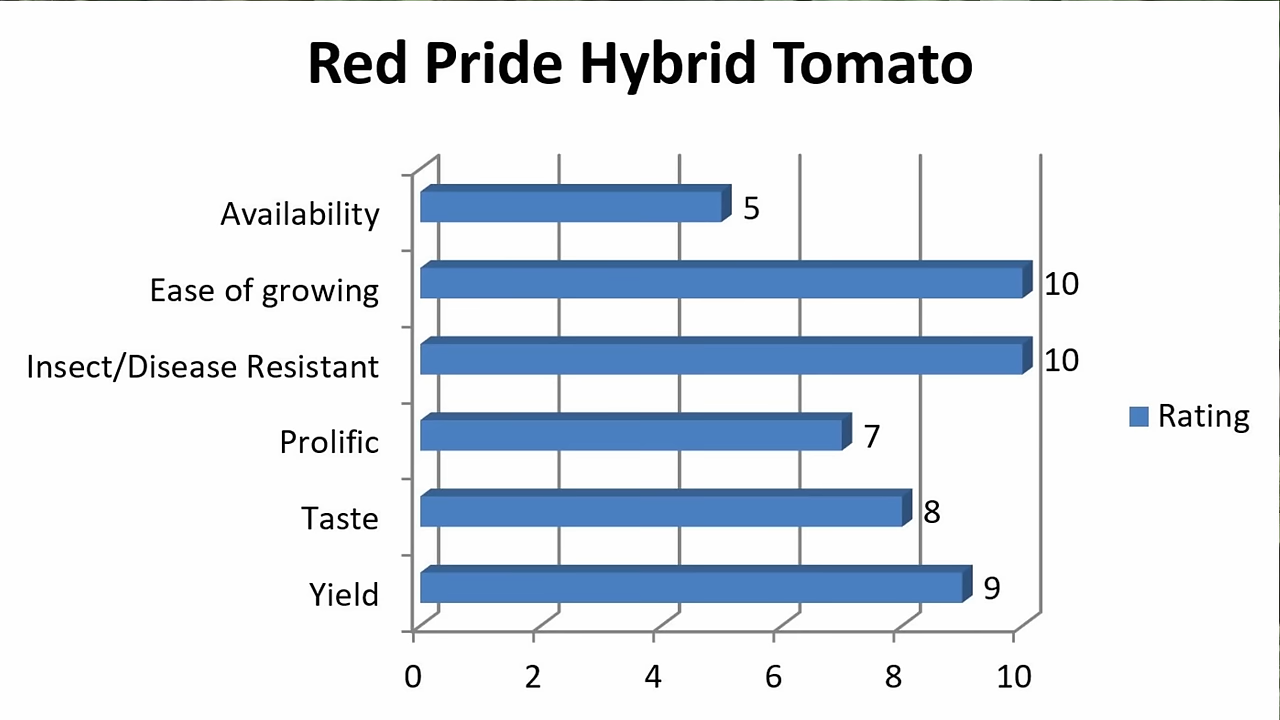 Red Pride Hybrid Tomato
Availability 5
Ease of growing 10
Insect/Disease Resistant 10
Prolific 7
Taste 8
Yield 9
Rating
0 2 4 6 8 10